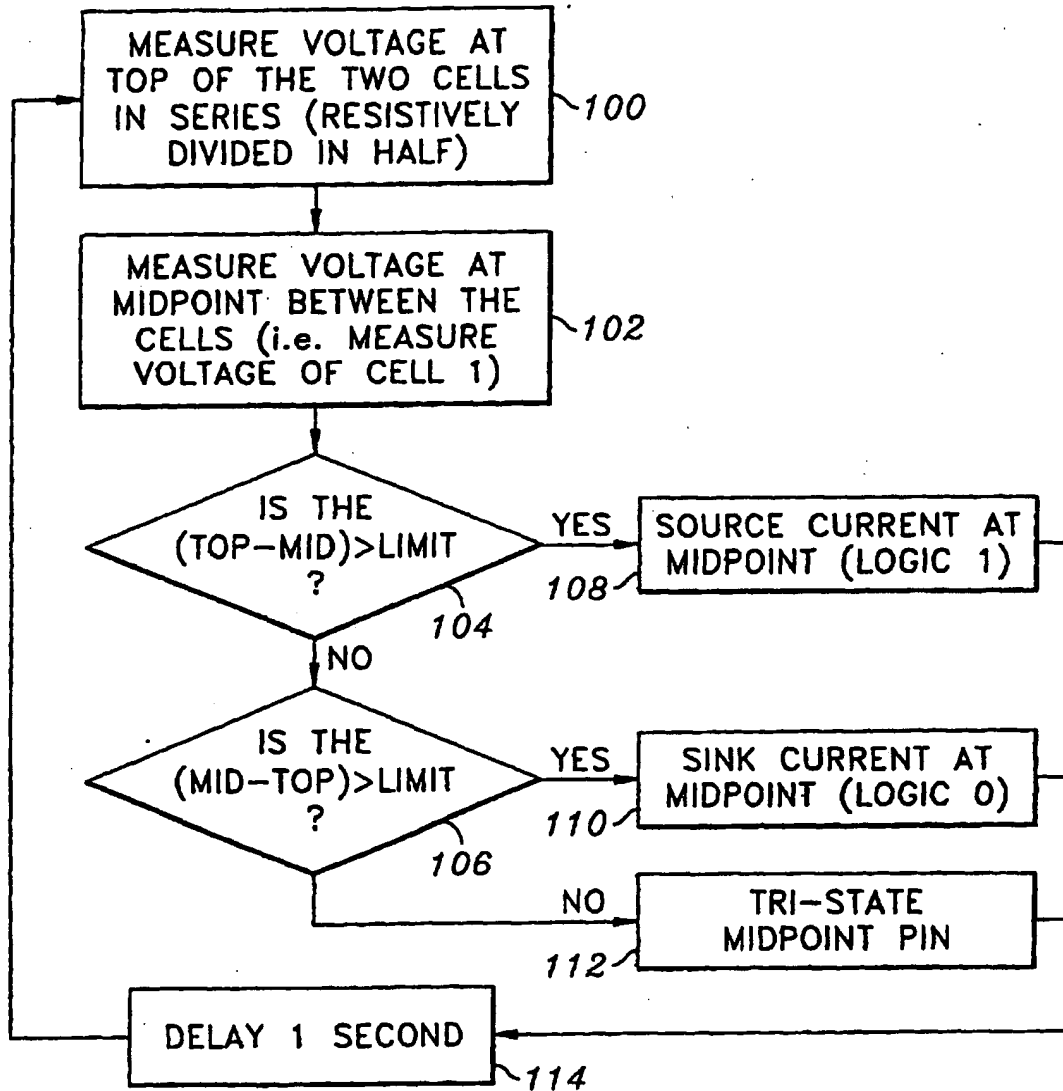 MEASURE VOLTAGE AT
TOP OF THE TWO CELLS
IN SERIES (RESISTIVELY
DIVIDED IN HALF)
100
MEASURE VOLTAGE AT
MIDPOINT BETWEEN THE
CELLS (i.e. MEASURE
VOLTAGE OF CELL 1)
102
IS THE
(TOP-MID)>LIMIT
?
104
YES
SOURCE CURRENT AT
MIDPOINT (LOGIC 1)
108
NO
IS THE
(MID-TOP)>LIMIT
?
106
YES
SINK CURRENT AT
MIDPOINT (LOGIC 0)
110
NO
TRI-STATE
MIDPOINT PIN
112
DELAY 1 SECOND
114